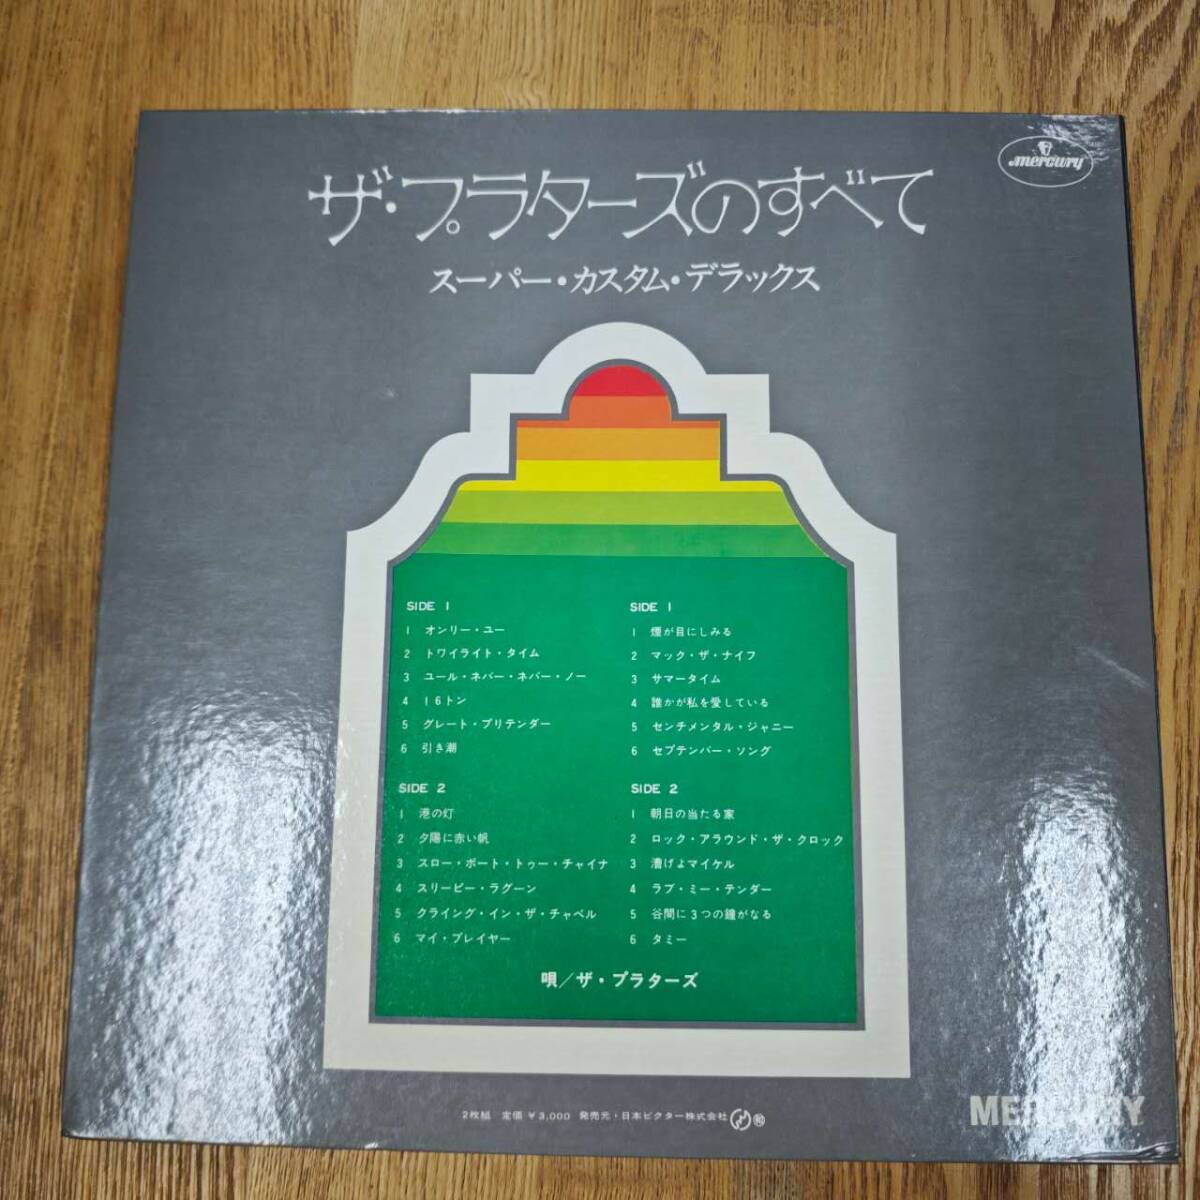 mercury
ザ・プラターズのすべて
スーパー・カスタム・デラックス
SIDE 1
1 オンリー・ユー
2 トワイライト・タイム
3 ユール・ネバー・ネバー・ノー
4 16トン
5 グレート・プリテンダー
6 引き潮
SIDE 2
1 港の灯
2 夕陽に赤い帆
3 スロー・ボート・トゥー・チャイナ
4 スリーピー・ラグーン
5 クライング・イン・ザ・チャペル
6 マイ・プレイヤー
SIDE 1
1 煙が目にしみる
2 マック・ザ・ナイフ
3 サマータイム
4 誰かが私を愛している
5 センチメンタル・ジャニー
6 セプテンバー・ソング
SIDE 2
1 朝日の当たる家
2 ロック・アラウンド・ザ・クロック
3 漕げよマイケル
4 ラブ・ミー・テンダー
5 谷間に3つの鐘がなる
6 タミー
唄/ザ・プラターズ
2枚組 定価 ¥3,000 発売元・日本ビクター株式会社
MERCURY